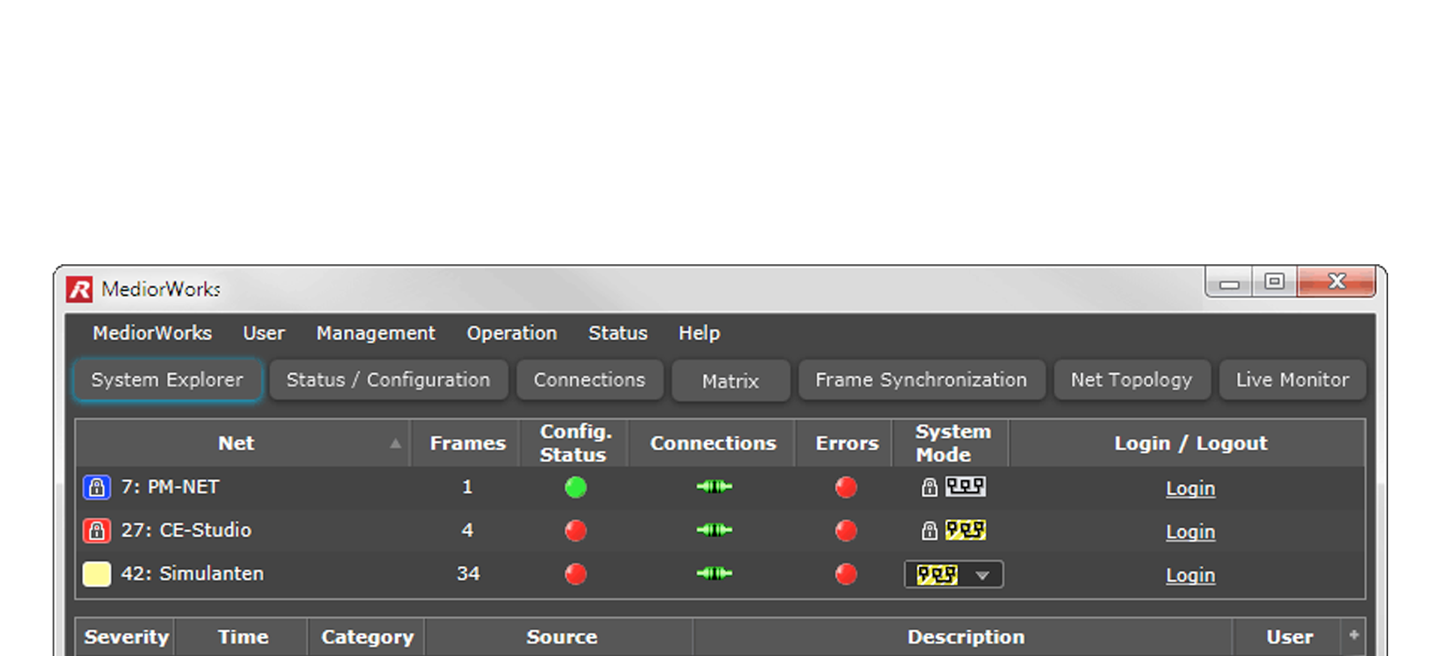 MediorWorks
MediorWorks User Management Operation Status Help
System Explorer Status / Configuration Connections Matrix Frame Synchronization Net Topology Live Monitor
Net Frames Config. Status Connections Errors System Mode Login / Logout
7: PM-NET 1 Login
27: CE-Studio 4 Login
42: Simulanten 34 Login
Severity Time Category Source Description User +